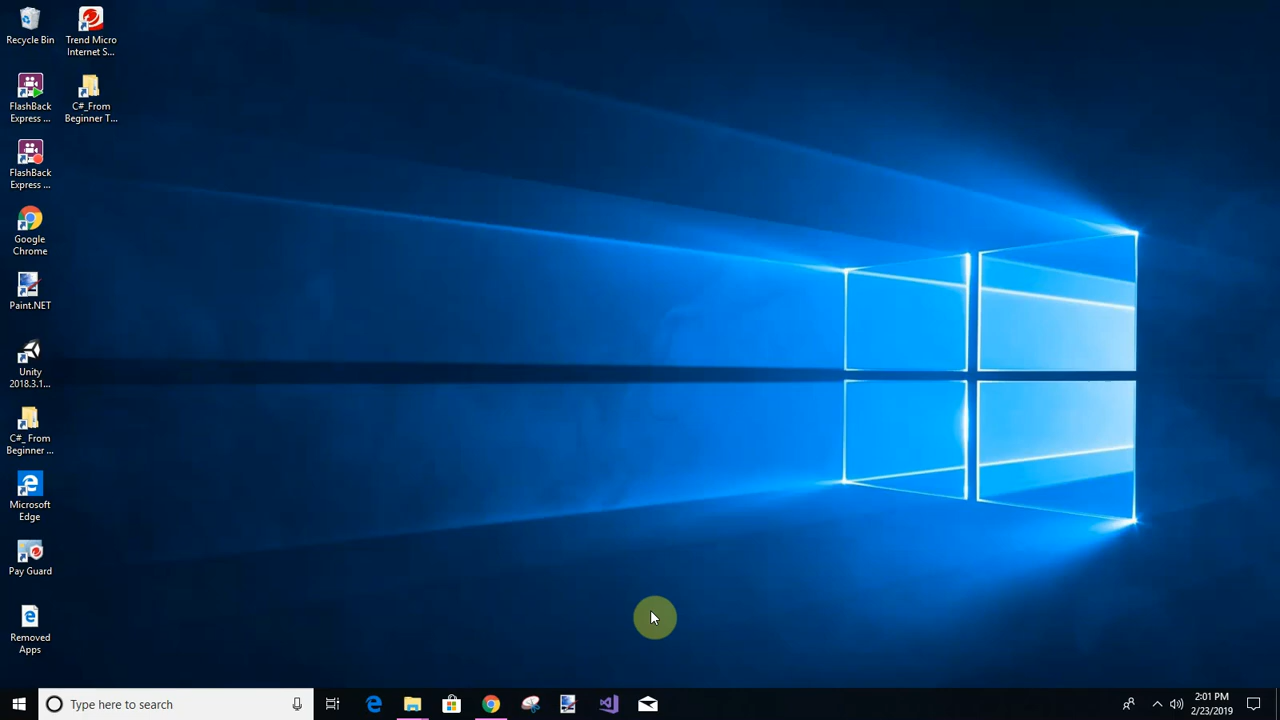 Recycle Bin
Trend Micro
Internet S...
FlashBack
Express ...
C#_From
Beginner T...
FlashBack
Express ...
Google
Chrome
Paint.NET
Unity
2018.3.1...
C#_ From
Beginner ...
Microsoft
Edge
Pay Guard
Removed
Apps
Type here to search
2:01 PM
2/23/2019